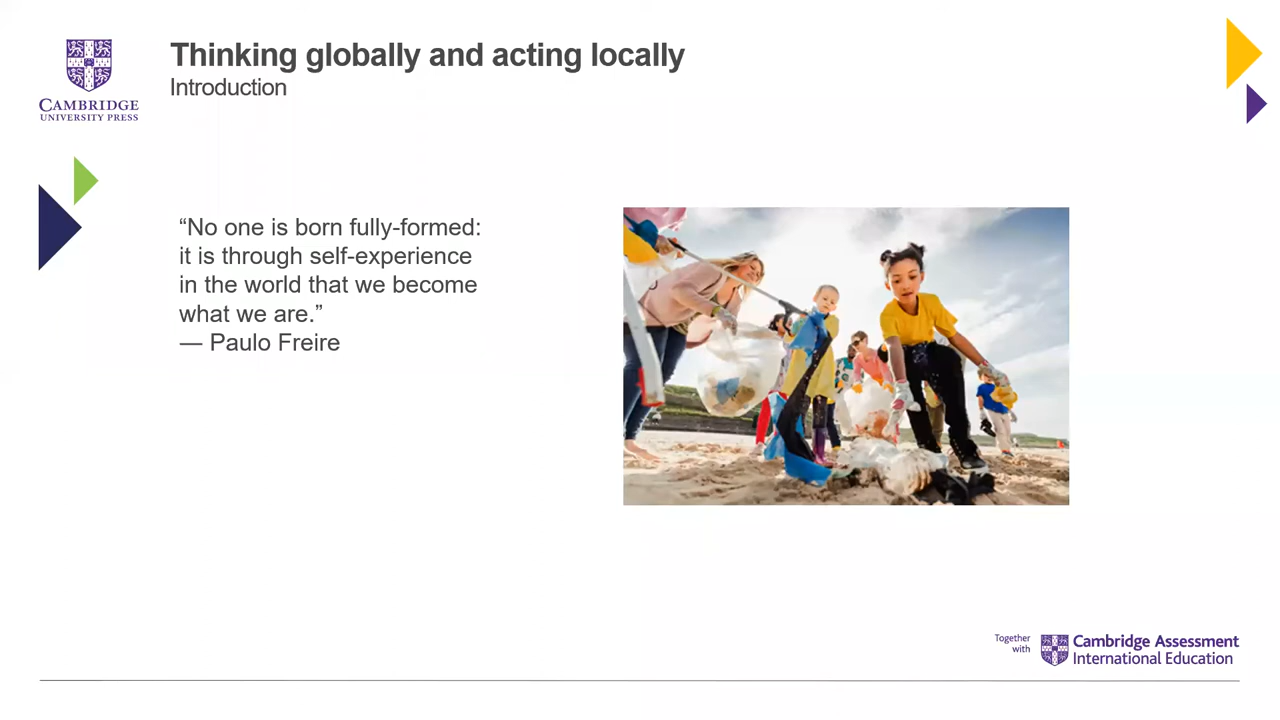 Thinking globally and acting locally
Introduction
CAMBRIDGE
UNIVERSITY PRESS
“No one is born fully-formed:
it is through self-experience
in the world that we become
what we are.”
— Paulo Freire
Together
with
Cambridge Assessment
International Education